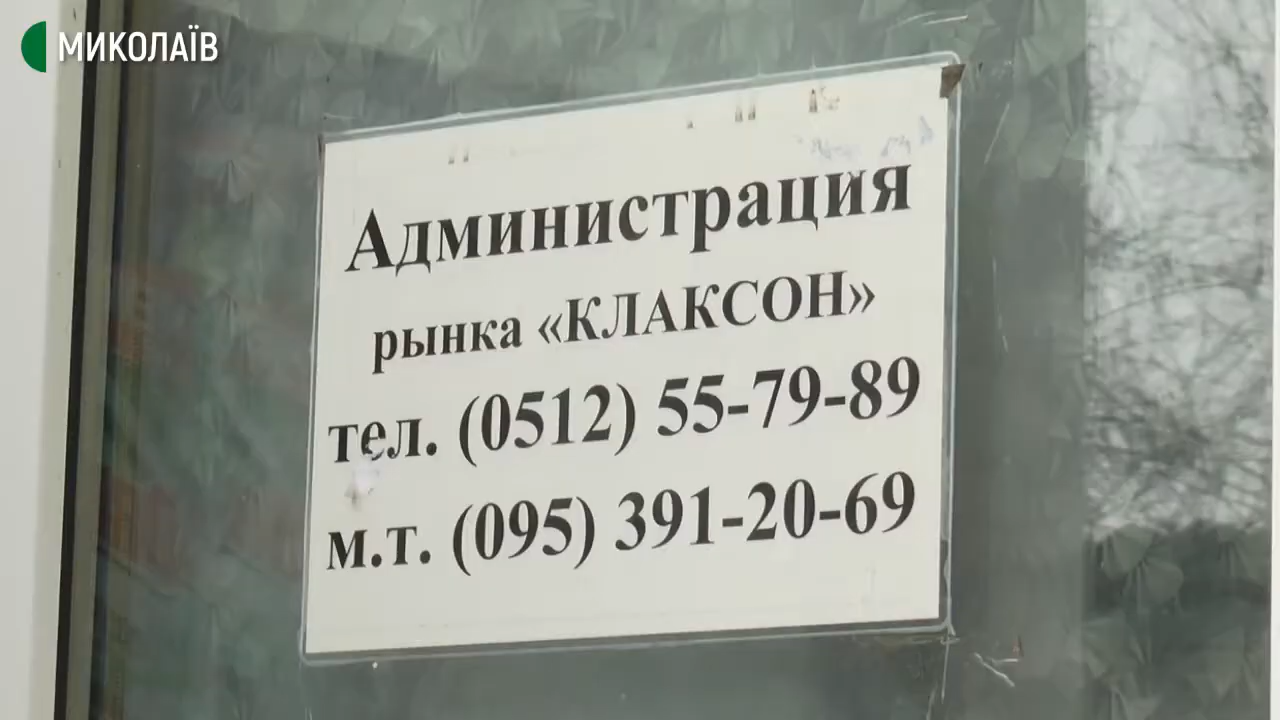 МИКОЛАЇВ
Администрация
рынка «КЛАКСОН»
тел. (0512) 55-79-89
м.т. (095) 391-20-69